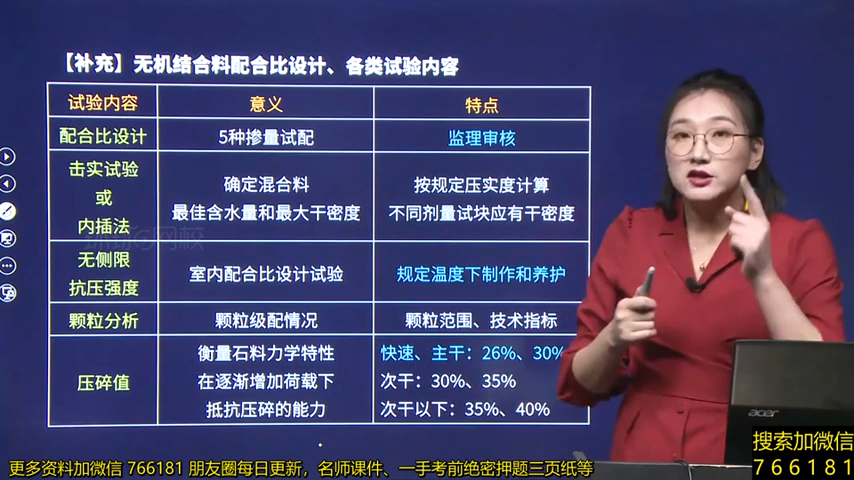 【补充】无机结合料配合比设计、各类试验内容
试验内容 意义 特点
配合比设计 5种掺量试配 监理审核
击实试验
或
内插法
确定混合料
最佳含水量和最大干密度
按规定压实度计算
不同剂量试块应有干密度
无侧限
抗压强度
室内配合比设计试验
规定温度下制作和养护
颗粒分析 颗粒级配情况 颗粒范围、技术指标
压碎值
衡量石料力学特性
在逐渐增加荷载下
抵抗压碎的能力
快速、主干：26%、30%
次干：30%、35%
次干以下：35%、40%
环球网校
acer
搜索加微信
766181
更多资料加微信 766181 朋友圈每日更新，名师课件、一手考前绝密押题三页纸等